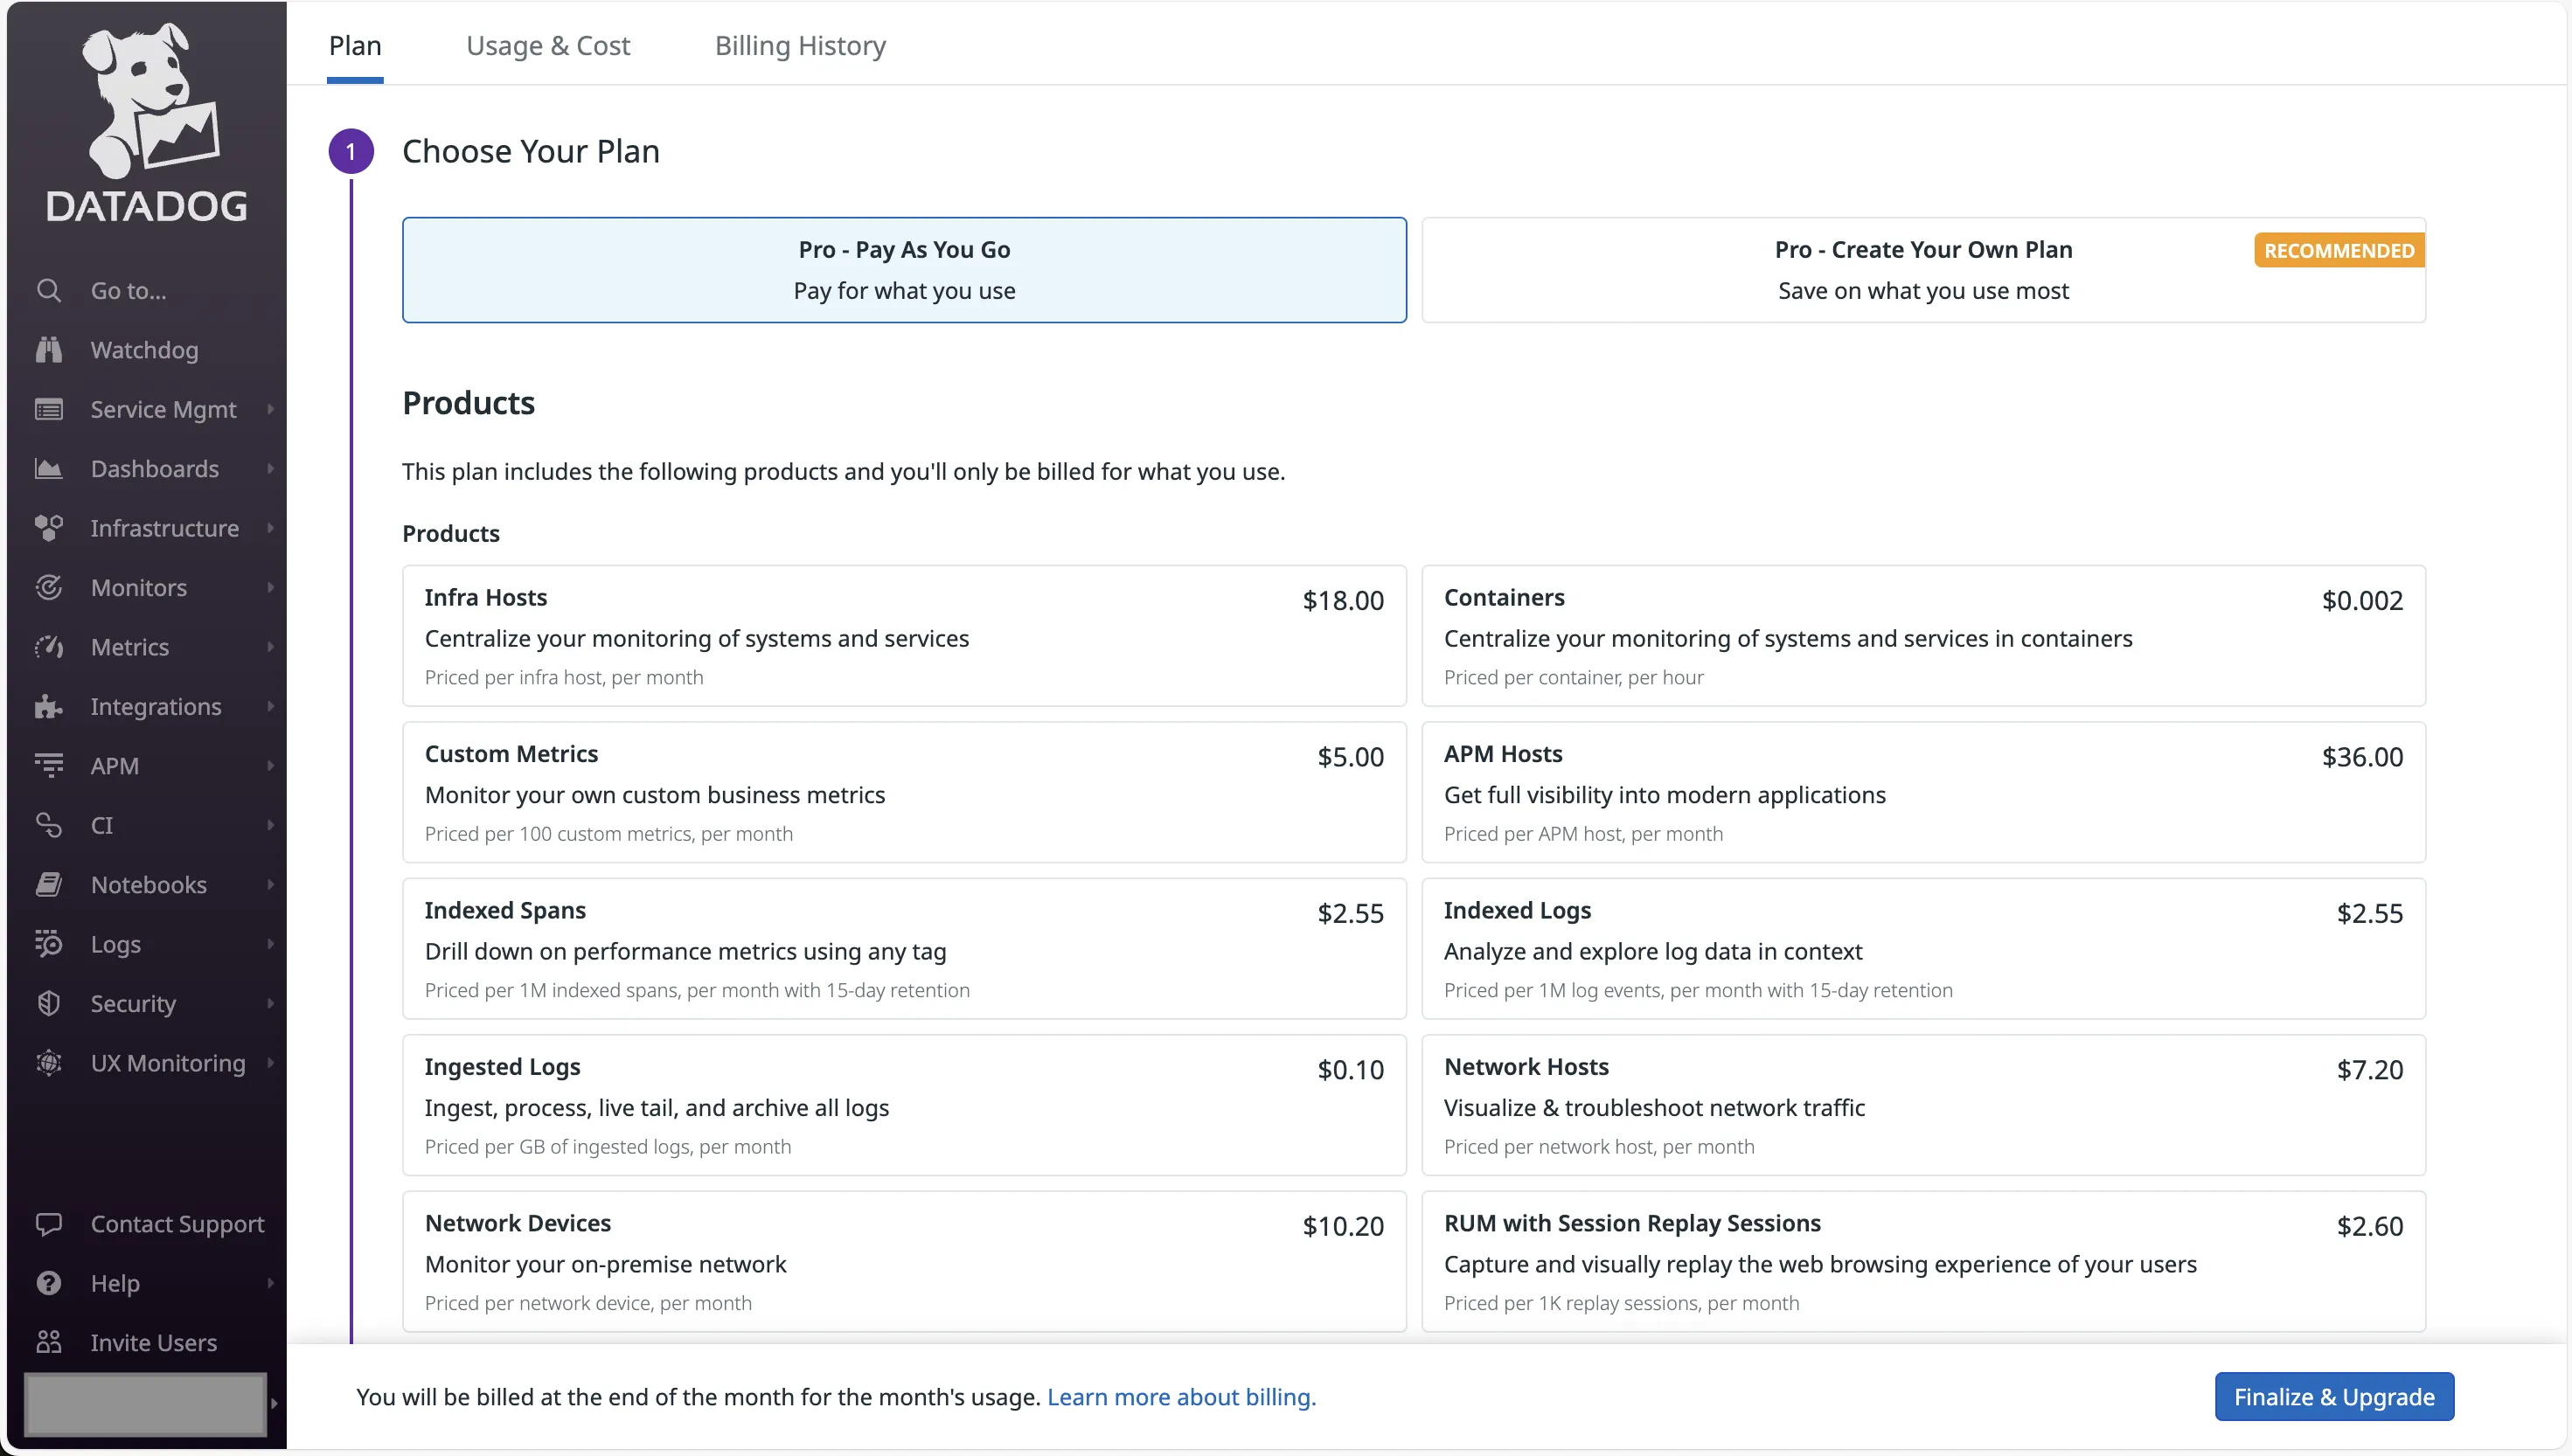 DATADOG
Go to...
Watchdog
Service Mgmt
Dashboards
Infrastructure
Monitors
Metrics
Integrations
APM
CI
Notebooks
Logs
Security
UX Monitoring
Contact Support
Help
Invite Users
Plan
Usage & Cost
Billing History
1
Choose Your Plan
Pro - Pay As You Go
Pay for what you use
Pro - Create Your Own Plan
RECOMMENDED
Save on what you use most
Products
This plan includes the following products and you'll only be billed for what you use.
Products
Infra Hosts
$18.00
Centralize your monitoring of systems and services
Priced per infra host, per month
Containers
$0.002
Centralize your monitoring of systems and services in containers
Priced per container, per hour
Custom Metrics
$5.00
Monitor your own custom business metrics
Priced per 100 custom metrics, per month
APM Hosts
$36.00
Get full visibility into modern applications
Priced per APM host, per month
Indexed Spans
$2.55
Drill down on performance metrics using any tag
Priced per 1M indexed spans, per month with 15-day retention
Indexed Logs
$2.55
Analyze and explore log data in context
Priced per 1M log events, per month with 15-day retention
Ingested Logs
$0.10
Ingest, process, live tail, and archive all logs
Priced per GB of ingested logs, per month
Network Hosts
$7.20
Visualize & troubleshoot network traffic
Priced per network host, per month
Network Devices
$10.20
Monitor your on-premise network
Priced per network device, per month
RUM with Session Replay Sessions
$2.60
Capture and visually replay the web browsing experience of your users
Priced per 1K replay sessions, per month
You will be billed at the end of the month for the month's usage. Learn more about billing.
Finalize & Upgrade